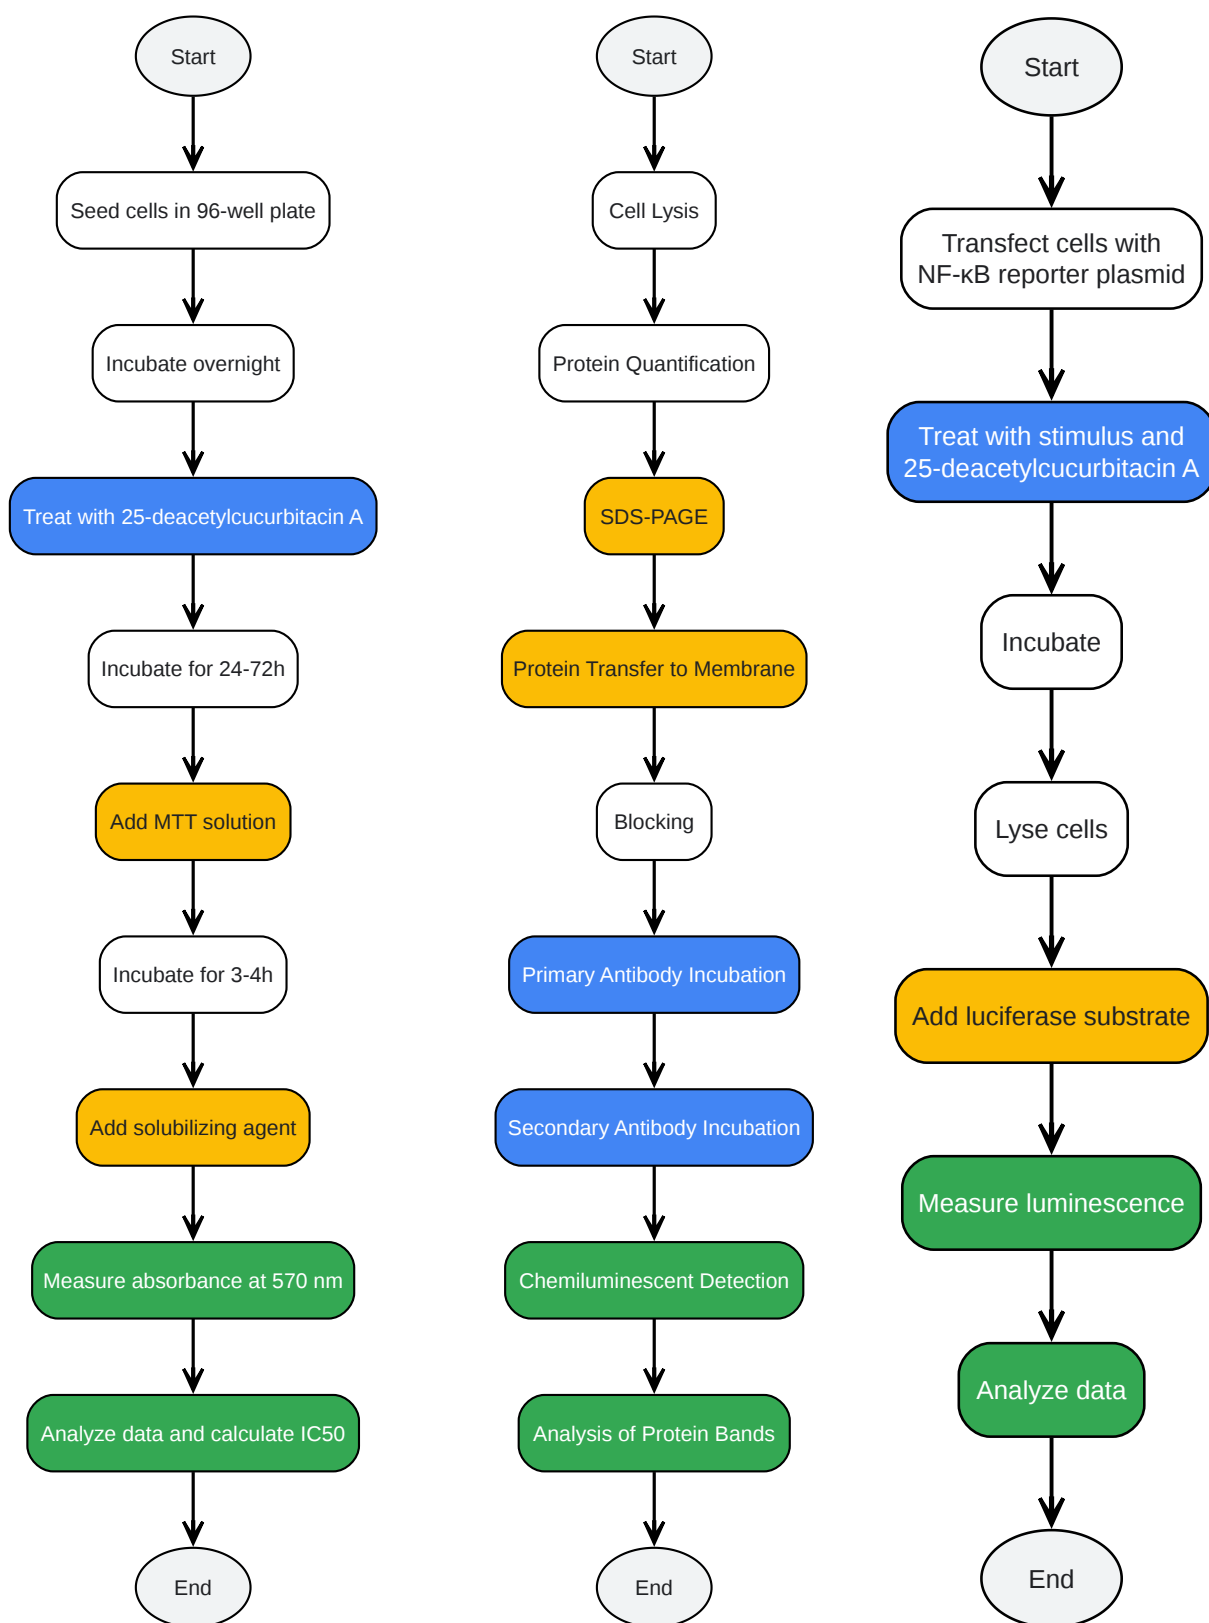 Start
Seed cells in 96-well plate
Incubate overnight
Treat with 25-deacetylcucurbitacin A
Incubate for 24-72h
Add MTT solution
Incubate for 3-4h
Add solubilizing agent
Measure absorbance at 570 nm
Analyze data and calculate IC50
End
Start
Cell Lysis
Protein Quantification
SDS-PAGE
Protein Transfer to Membrane
Blocking
Primary Antibody Incubation
Secondary Antibody Incubation
Chemiluminescent Detection
Analysis of Protein Bands
End
Start
Transfect cells with
NF-κB reporter plasmid
Treat with stimulus and
25-deacetylcucurbitacin A
Incubate
Lyse cells
Add luciferase substrate
Measure luminescence
Analyze data
End